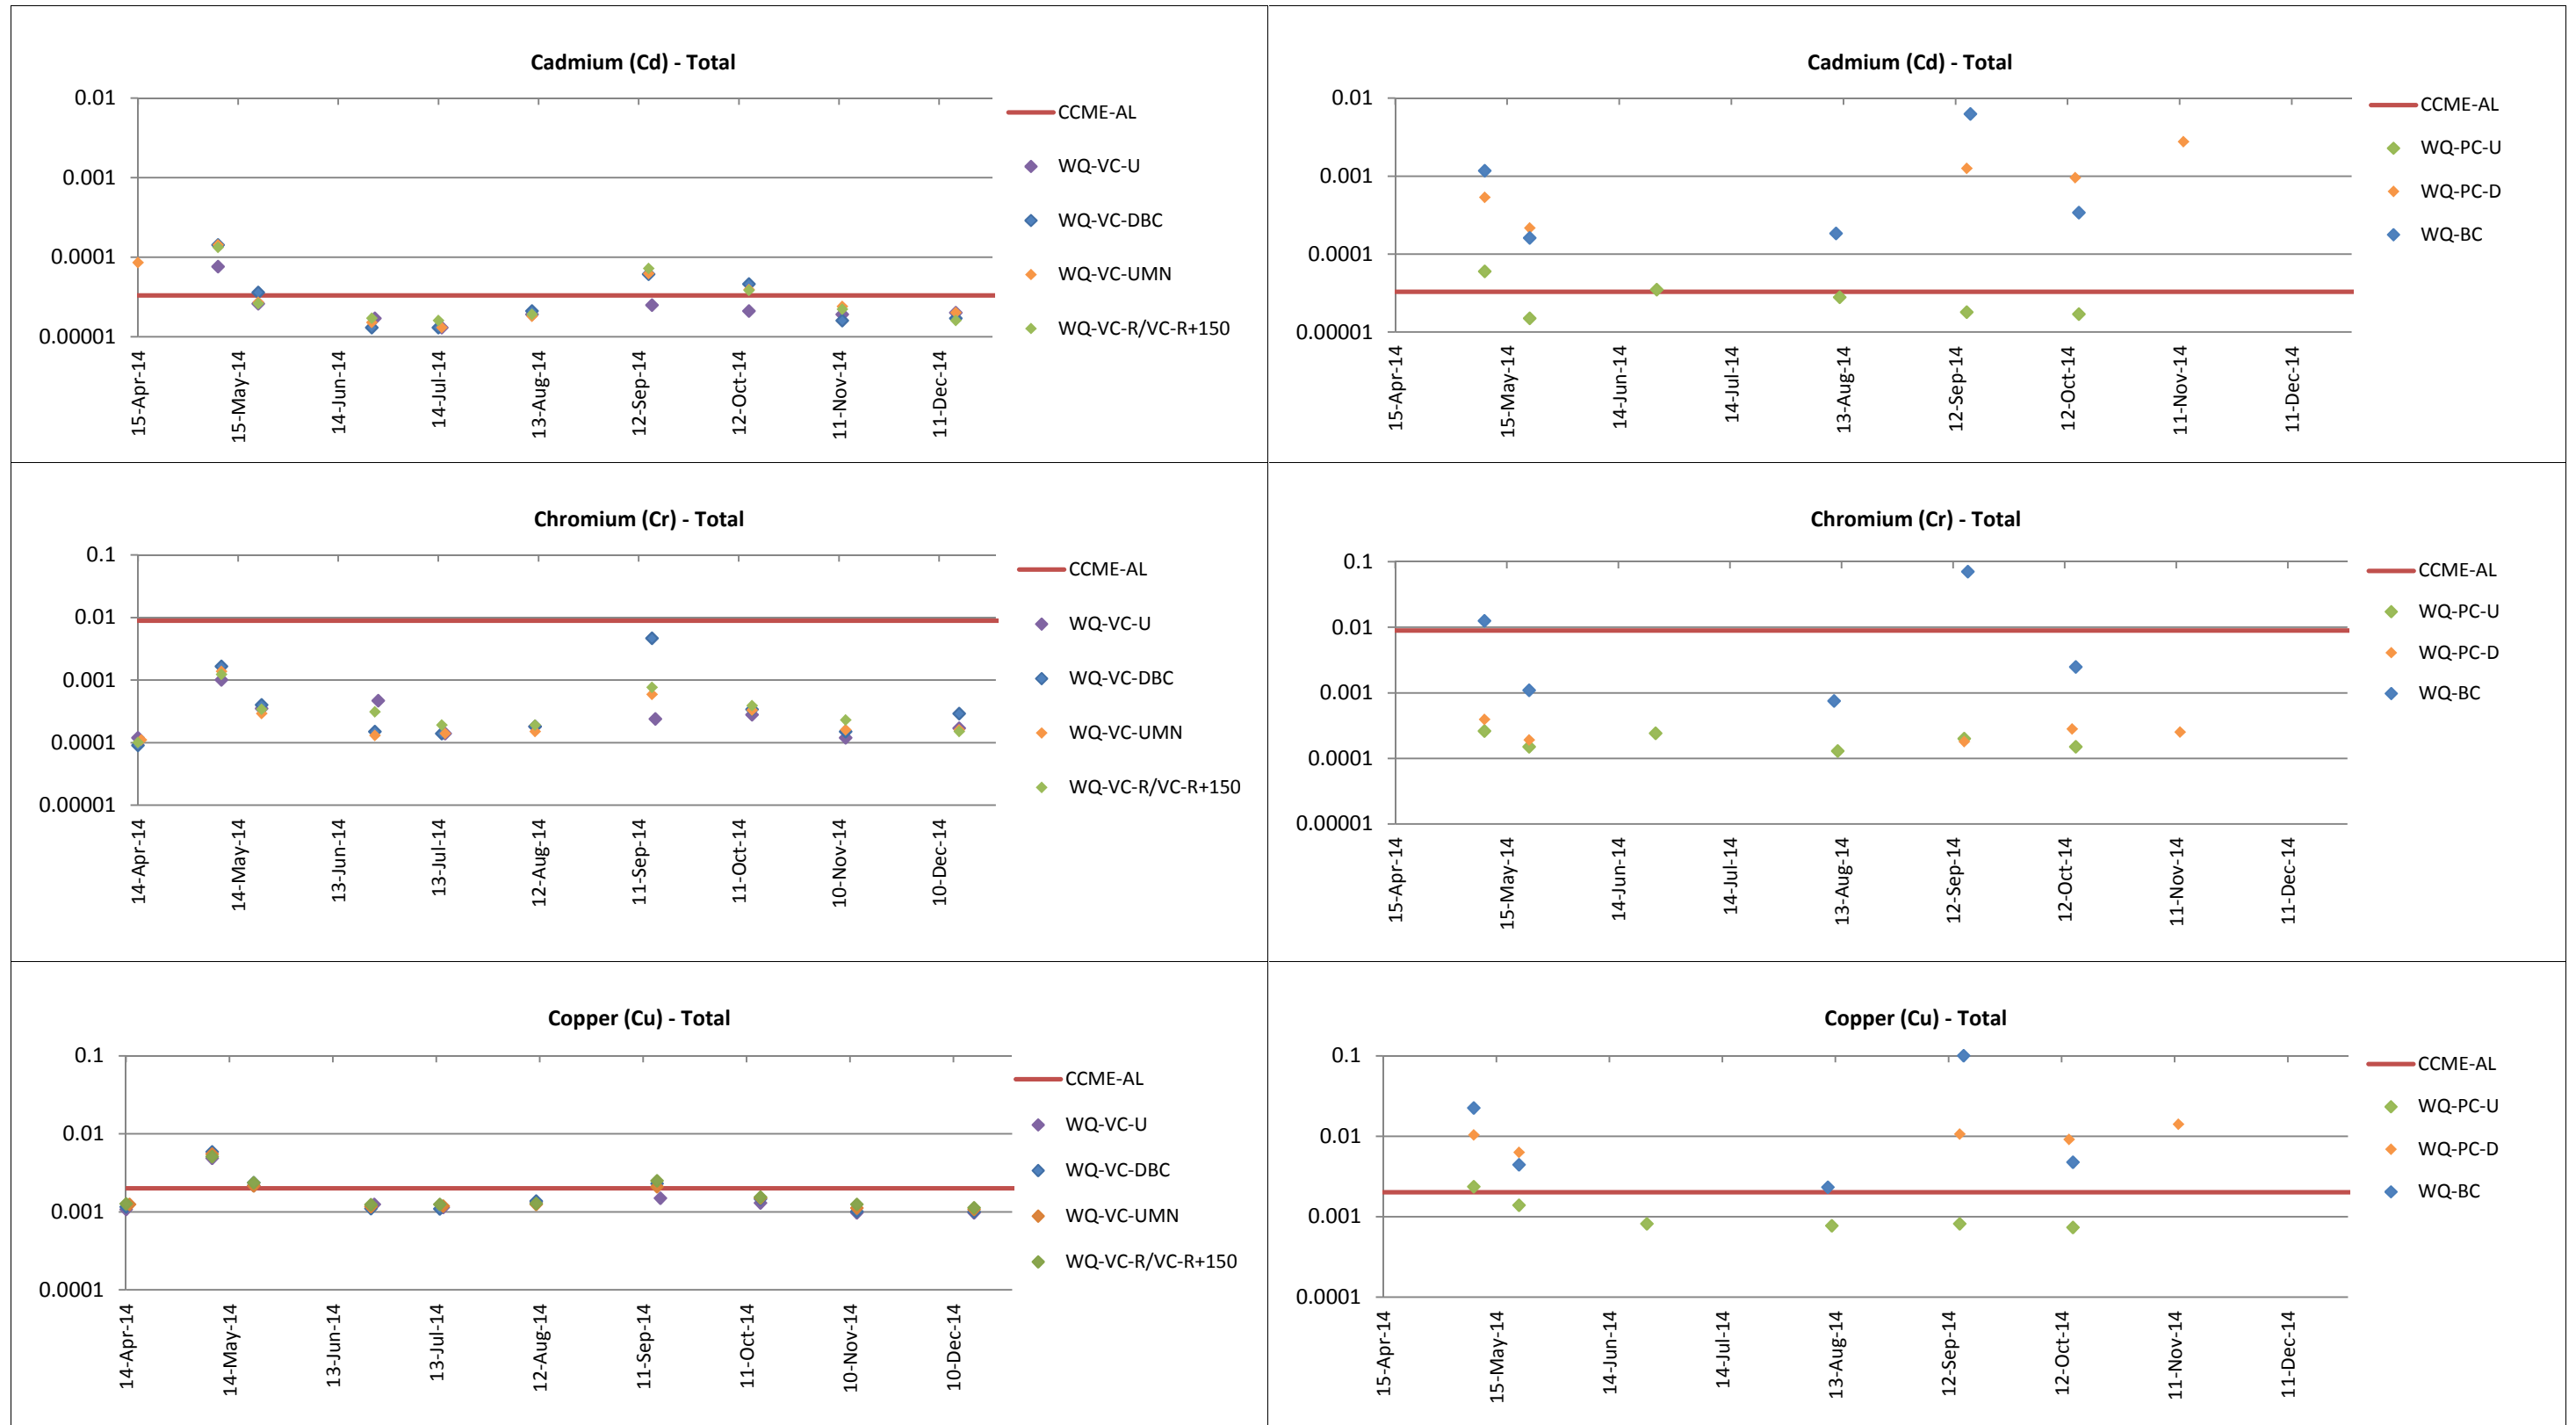 Cadmium (Cd) - Total
0.01
0.001
0.0001
0.00001
15-Apr-14
15-May-14
14-Jun-14
14-Jul-14
13-Aug-14
12-Sep-14
12-Oct-14
11-Nov-14
11-Dec-14
CCME-AL
WQ-VC-U
WQ-VC-DBC
WQ-VC-UMN
WQ-VC-R/VC-R+150
Cadmium (Cd) - Total
0.01
0.001
0.0001
0.00001
15-Apr-14
15-May-14
14-Jun-14
14-Jul-14
13-Aug-14
12-Sep-14
12-Oct-14
11-Nov-14
11-Dec-14
CCME-AL
WQ-PC-U
WQ-PC-D
WQ-BC
Chromium (Cr) - Total
0.1
0.01
0.001
0.0001
0.00001
14-Apr-14
14-May-14
13-Jun-14
13-Jul-14
12-Aug-14
11-Sep-14
11-Oct-14
10-Nov-14
10-Dec-14
CCME-AL
WQ-VC-U
WQ-VC-DBC
WQ-VC-UMN
WQ-VC-R/VC-R+150
Chromium (Cr) - Total
0.1
0.01
0.001
0.0001
0.00001
15-Apr-14
15-May-14
14-Jun-14
14-Jul-14
13-Aug-14
12-Sep-14
12-Oct-14
11-Nov-14
11-Dec-14
CCME-AL
WQ-PC-U
WQ-PC-D
WQ-BC
Copper (Cu) - Total
0.1
0.01
0.001
0.0001
14-Apr-14
14-May-14
13-Jun-14
13-Jul-14
12-Aug-14
11-Sep-14
11-Oct-14
10-Nov-14
10-Dec-14
CCME-AL
WQ-VC-U
WQ-VC-DBC
WQ-VC-UMN
WQ-VC-R/VC-R+150
Copper (Cu) - Total
0.1
0.01
0.001
0.0001
15-Apr-14
15-May-14
14-Jun-14
14-Jul-14
13-Aug-14
12-Sep-14
12-Oct-14
11-Nov-14
11-Dec-14
CCME-AL
WQ-PC-U
WQ-PC-D
WQ-BC